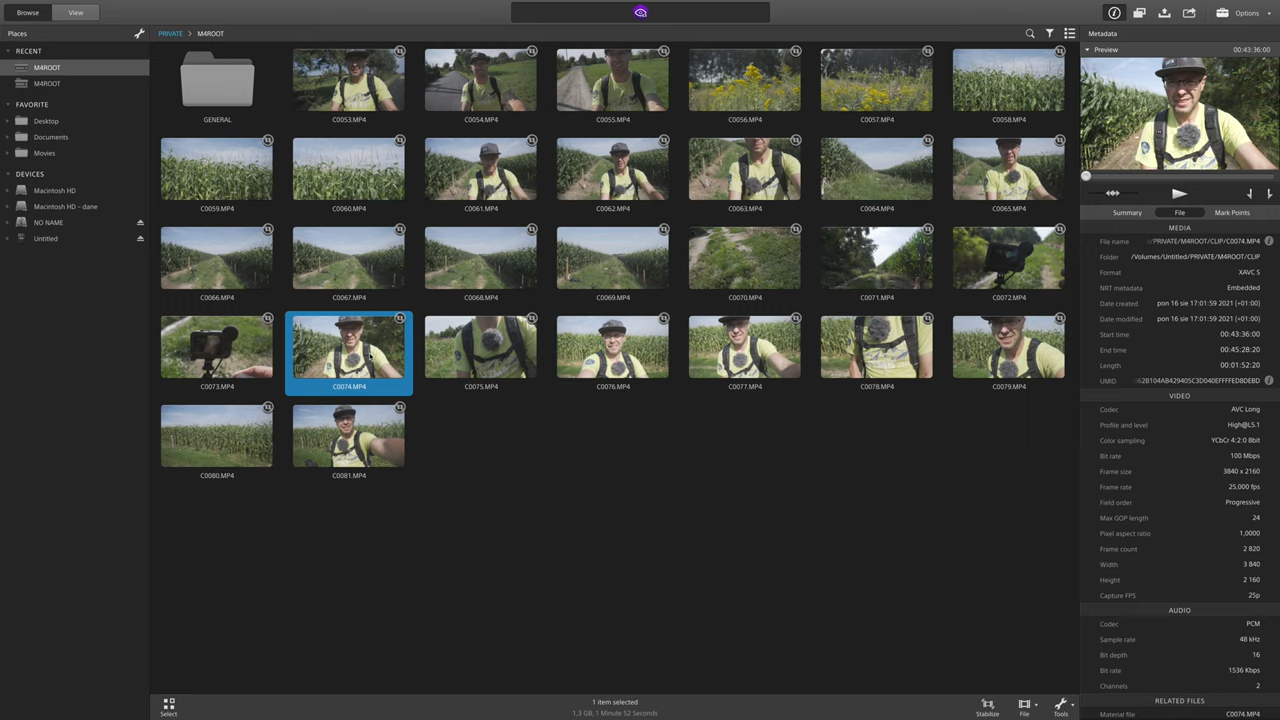 Browse
View
Options
Places
PRIVATE > M4ROOT
Metadata
RECENT
M4ROOT
M4ROOT
FAVORITE
Desktop
Documents
Movies
DEVICES
Macintosh HD
Macintosh HD – dane
NO NAME
Untitled
GENERAL
C0053.MP4
C0054.MP4
C0055.MP4
C0056.MP4
C0057.MP4
C0058.MP4
C0059.MP4
C0060.MP4
C0061.MP4
C0062.MP4
C0063.MP4
C0064.MP4
C0065.MP4
C0066.MP4
C0067.MP4
C0068.MP4
C0069.MP4
C0070.MP4
C0071.MP4
C0072.MP4
C0073.MP4
C0074.MP4
C0075.MP4
C0076.MP4
C0077.MP4
C0078.MP4
C0079.MP4
C0080.MP4
C0081.MP4
Select
1 item selected
1,3 GB, 1 Minute 52 Seconds
Stabilize
File
Tools
Preview 00:43:36:00
Summary File Mark Points
MEDIA
File name /PRIVATE/M4ROOT/CLIP/C0074.MP4
Folder /Volumes/Untitled/PRIVATE/M4ROOT/CLIP
Format XAVC S
NRT metadata Embedded
Date created pon 16 sie 17:01:59 2021 (+01:00)
Date modified pon 16 sie 17:01:59 2021 (+01:00)
Start time 00:43:36:00
End time 00:45:28:20
Length 00:01:52:20
UMID
VIDEO
Codec AVC Long
Profile and level High@L5.1
Color sampling YCbCr 4:2:0 8bit
Bit rate 100 Mbps
Frame size 3840 x 2160
Frame rate 25,000 fps
Field order Progressive
Max GOP length 24
Pixel aspect ratio 1,0000
Frame count 2 820
Width 3 840
Height 2 160
Capture FPS 25p
AUDIO
Codec PCM
Sample rate 48 kHz
Bit depth 16
Bit rate 1536 Kbps
Channels 2
RELATED FILES
Material file C0074.MP4